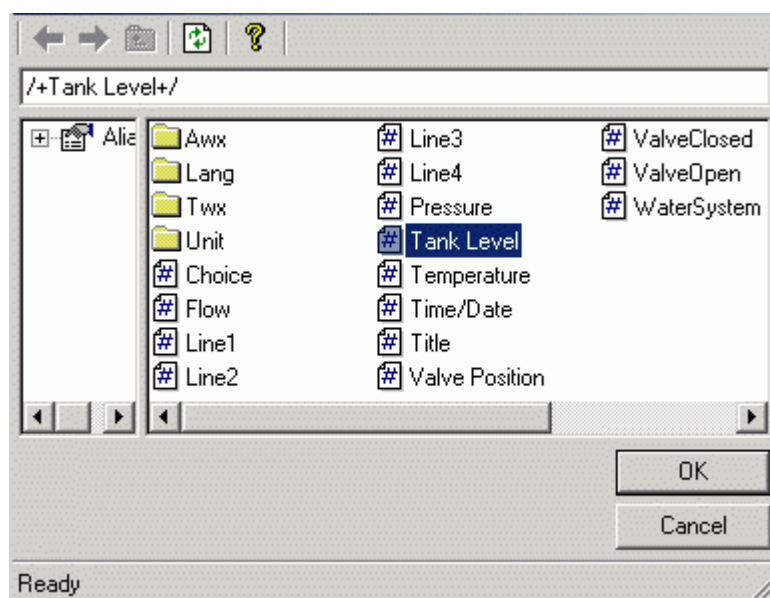 /+Tank Level+/
Alia
Awx
Lang
Twx
Unit
Choice
Flow
Line1
Line2
Line3
Line4
Pressure
Tank Level
Temperature
Time/Date
Title
Valve Position
ValveClosed
ValveOpen
WaterSystem
OK
Cancel
Ready